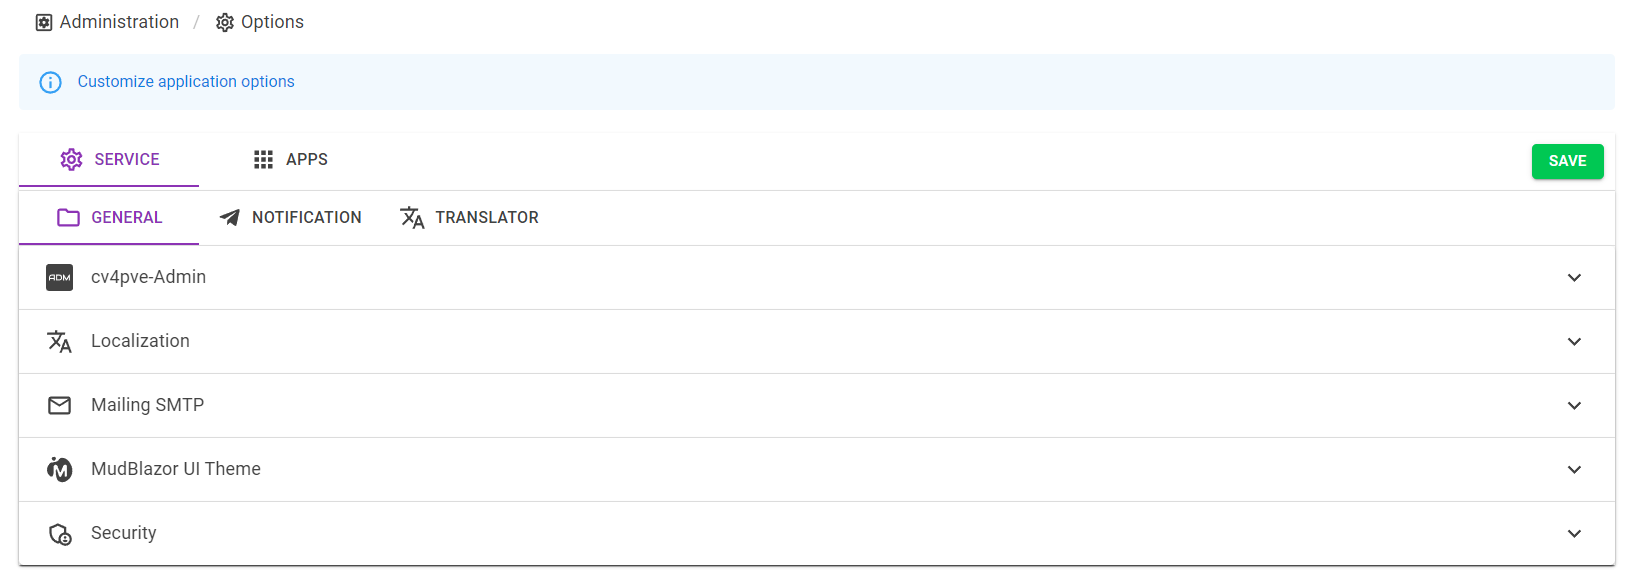 Administration / Options
Customize application options
SERVICE APPS SAVE
GENERAL NOTIFICATION TRANSLATOR
ADM cv4pve-Admin
Localization
Mailing SMTP
MudBlazor UI Theme
Security